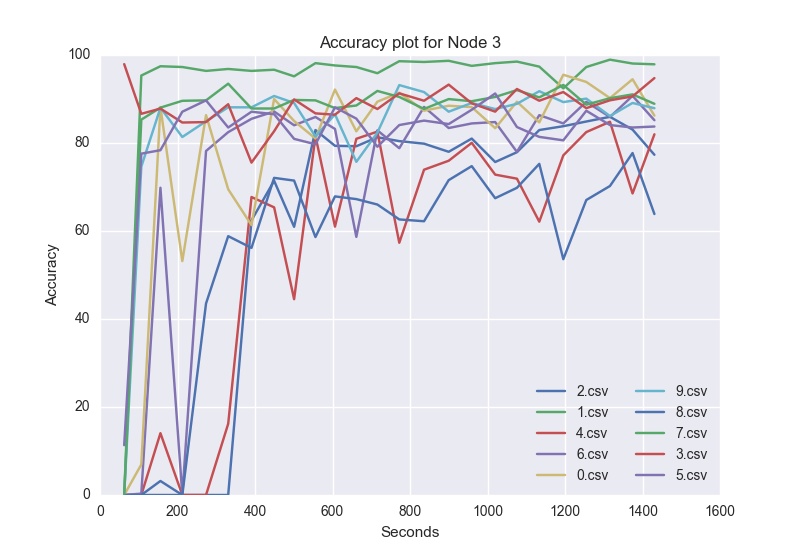 Accuracy plot for Node 3
100
80
60
40
20
0
Accuracy
2.csv 9.csv
1.csv 8.csv
4.csv 7.csv
6.csv 3.csv
0.csv 5.csv
0 200 400 600 800 1000 1200 1400 1600
Seconds